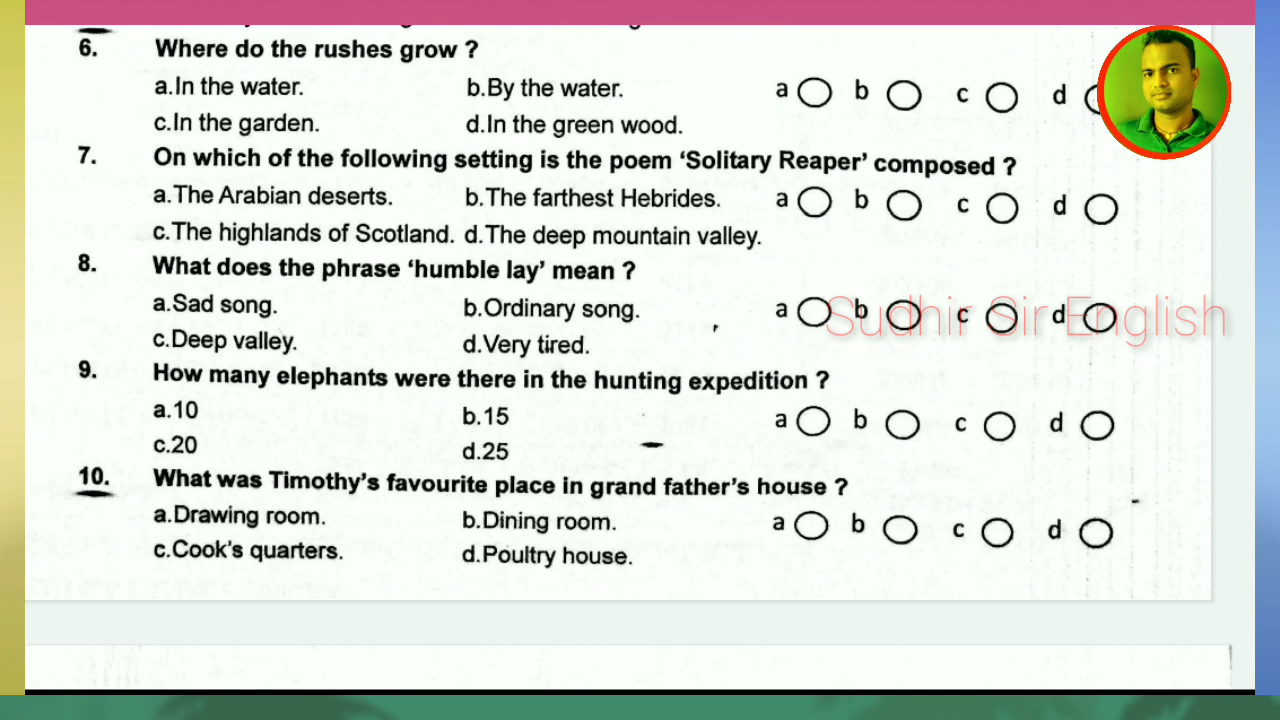 6. Where do the rushes grow ?
a.In the water. b.By the water. a b c d
c.In the garden. d.In the green wood.
7. On which of the following setting is the poem ‘Solitary Reaper’ composed ?
a.The Arabian deserts. b.The farthest Hebrides. a b c d
c.The highlands of Scotland. d.The deep mountain valley.
8. What does the phrase ‘humble lay’ mean ?
a.Sad song. b.Ordinary song. a b c d
Sudhir Sir English
c.Deep valley. d.Very tired.
9. How many elephants were there in the hunting expedition ?
a.10 b.15 a b c d
c.20 d.25
10. What was Timothy’s favourite place in grand father’s house ?
a.Drawing room. b.Dining room. a b c d
c.Cook’s quarters. d.Poultry house.